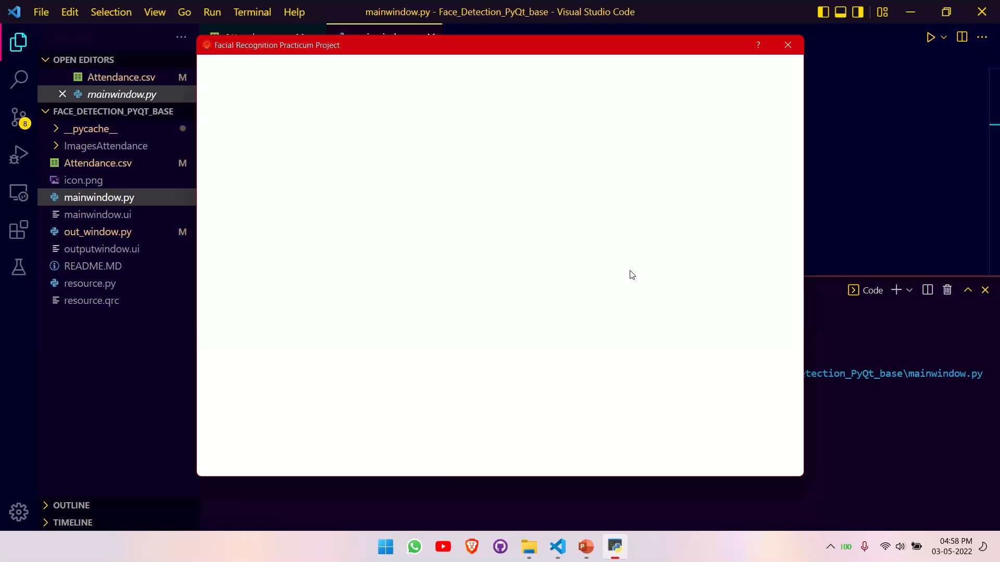 File Edit Selection View Go Run Terminal Help
mainwindow.py - Face_Detection_PyQt_base - Visual Studio Code
Facial Recognition Practicum Project
?
OPEN EDITORS
Attendance.csv M
mainwindow.py
FACE_DETECTION_PYQT_BASE
8
__pycache__
ImagesAttendance
Attendance.csv M
icon.png
mainwindow.py
mainwindow.ui
out_window.py M
outputwindow.ui
README.MD
resource.py
resource.qrc
Code
etection_PyQt_base\mainwindow.py
OUTLINE
TIMELINE
100
04:58 PM
03-05-2022